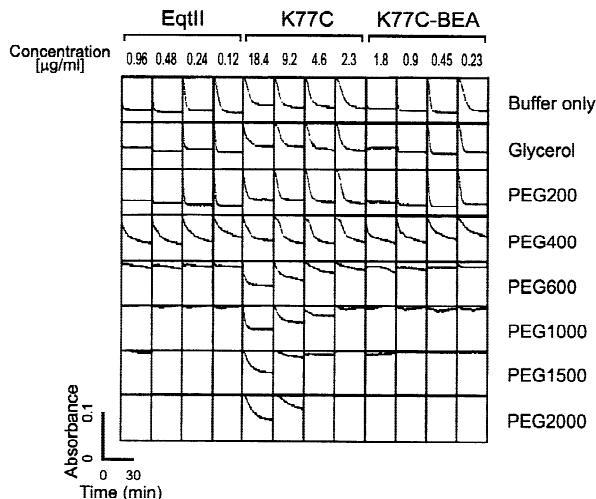 EqtII K77C K77C-BEA
Concentration
[µg/ml]
0.96 0.48 0.24 0.12 18.4 9.2 4.6 2.3 1.8 0.9 0.45 0.23
Buffer only
Glycerol
PEG200
PEG400
PEG600
PEG1000
PEG1500
PEG2000
Absorbance
0.1
0
0 30
Time (min)